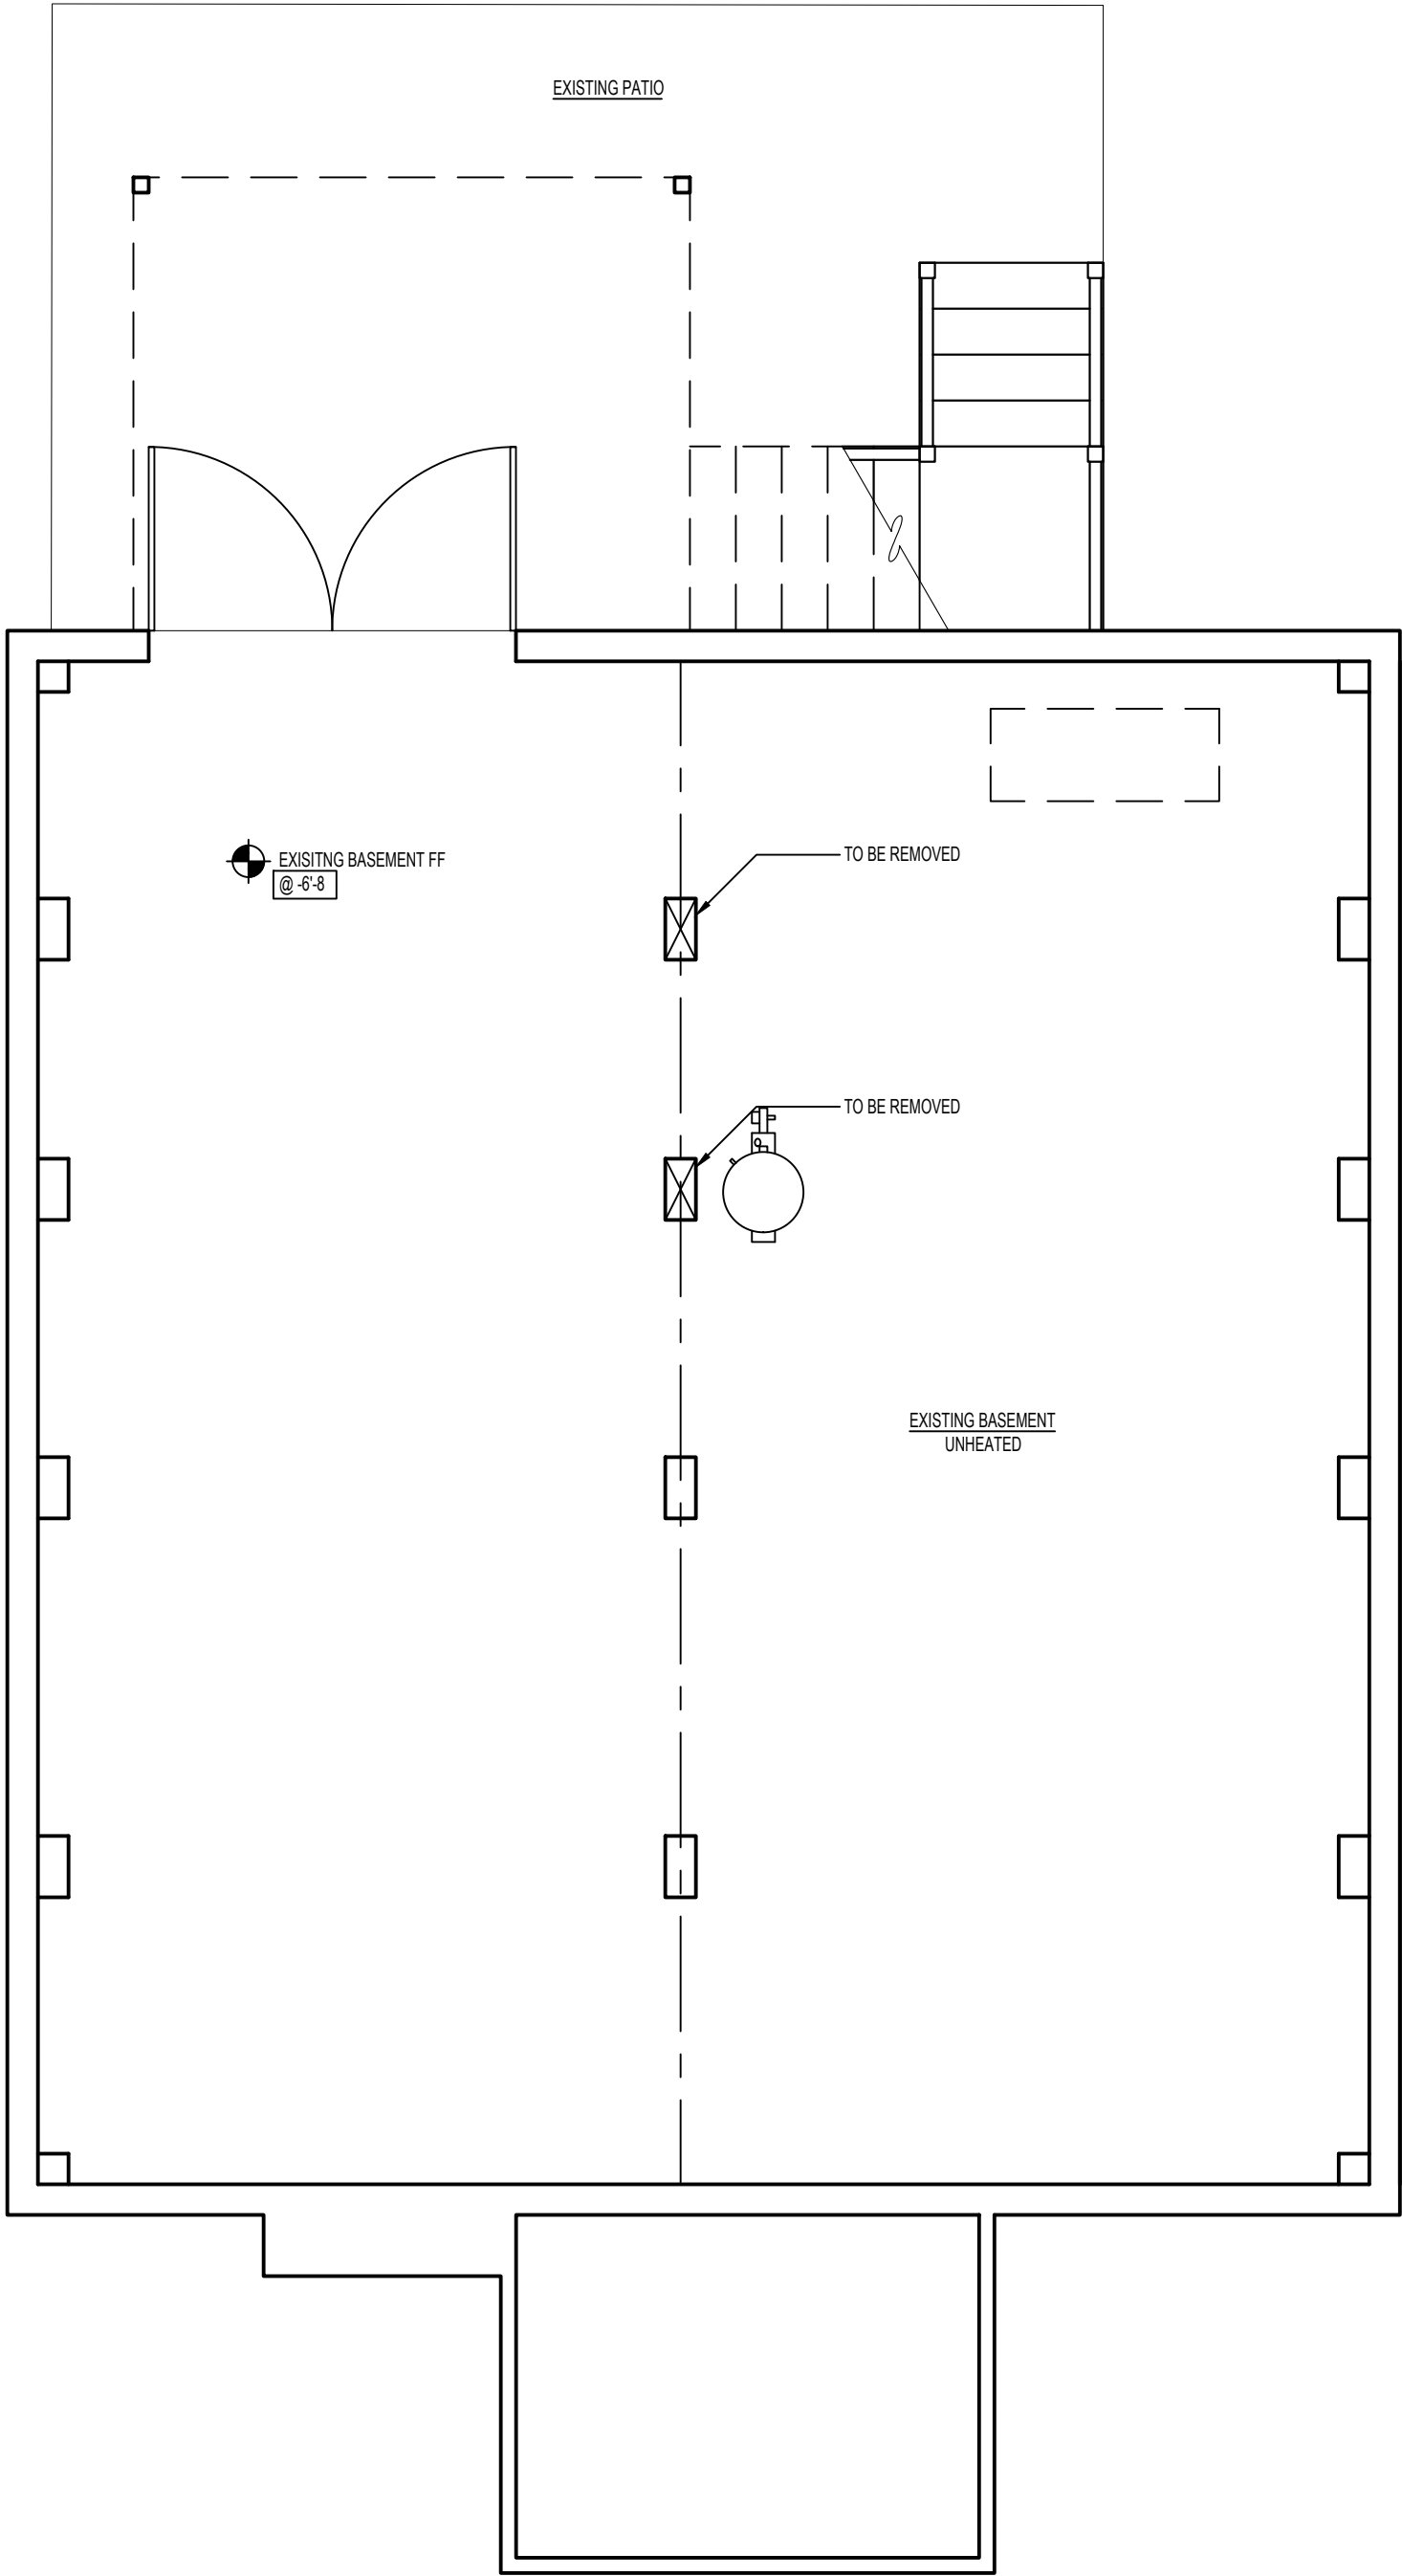 EXISTING PATIO
EXISITNG BASEMENT FF
@ -6'-8
TO BE REMOVED
TO BE REMOVED
EXISTING BASEMENT
UNHEATED